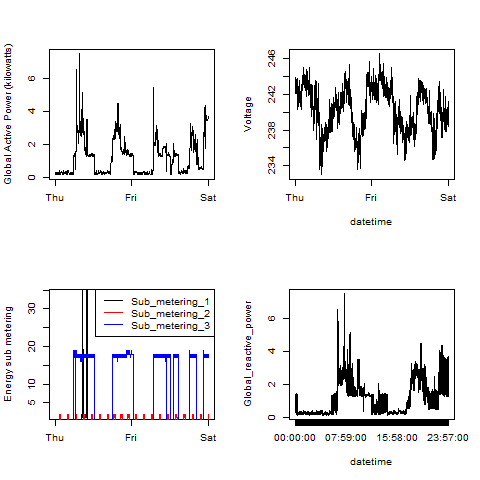 Global Active Power (kilowatts)
0 2 4 6
Thu Fri Sat
Voltage
234 238 242 246
Thu Fri Sat
datetime
Energy sub metering
5 10 20 30
Thu Fri Sat
Sub_metering_1
Sub_metering_2
Sub_metering_3
Global_reactive_power
0 2 4 6
00:00:00 07:59:00 15:58:00 23:57:00
datetime